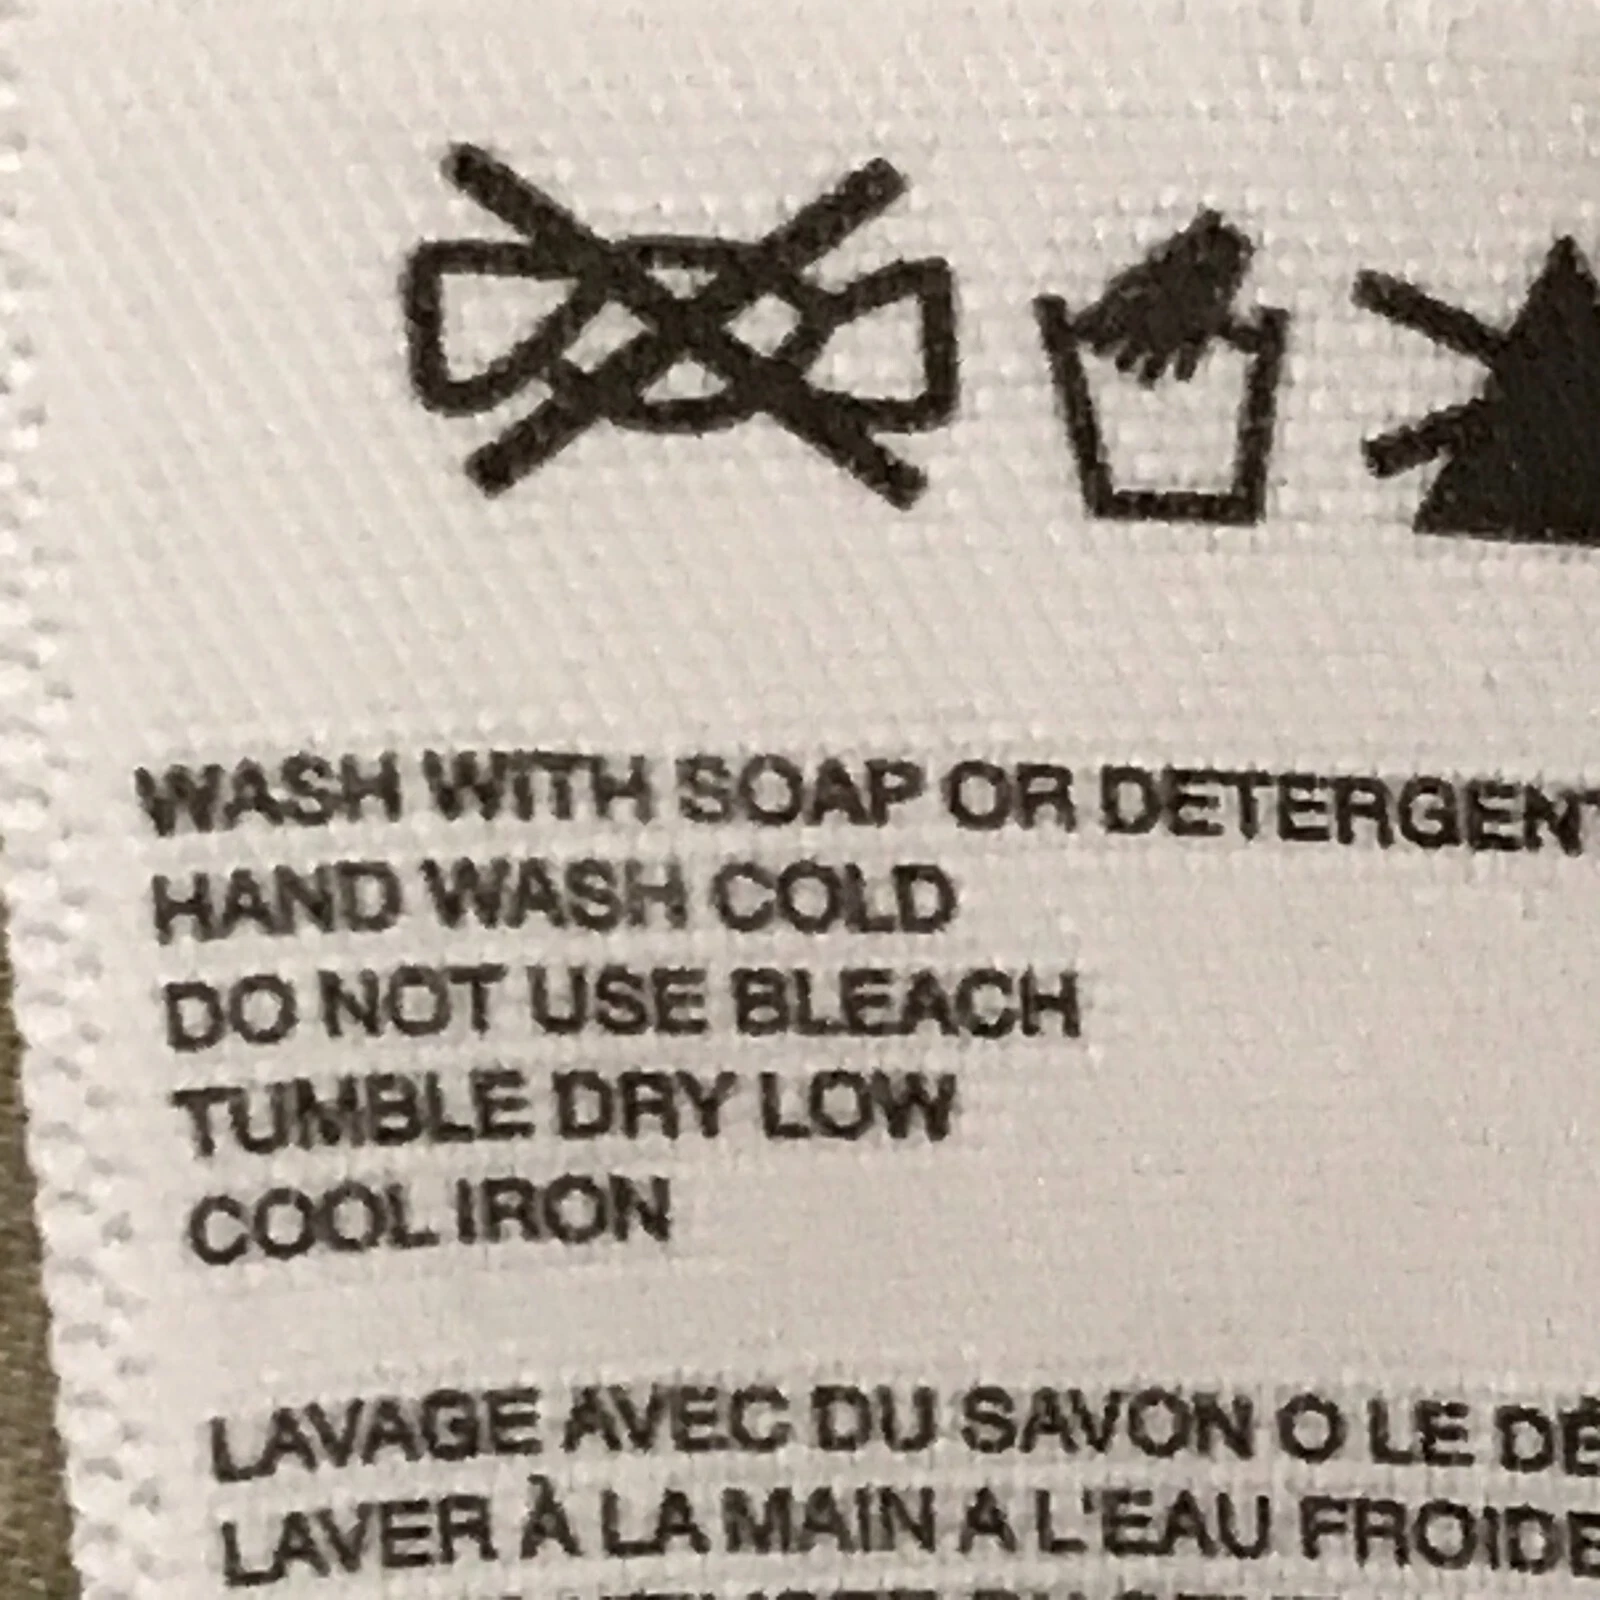 WASH WITH SOAP OR DETERGENT
HAND WASH COLD
DO NOT USE BLEACH
TUMBLE DRY LOW
COOL IRON
LAVAGE AVEC DU SAVON O LE DÉ
LAVER À LA MAIN A L'EAU FROIDE